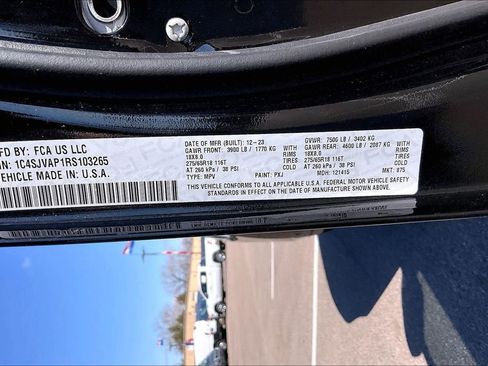 MFD BY: FCA US LLC
N: 1C4SJVAP1RS103265
VEHICLE MADE IN: U.S.A.
DATE OF MFR (BUILT): 12-23
GAWR FRONT: 3900 LB / 1770 KG
18X8.0 RIMS
275/65R18 116T TIRES
AT 260 kPa / 38 PSI COLD
TYPE: MPV PAINT: PXJ
GVWR: 7500 LB / 3402 KG
GAWR REAR: 4600 LB / 2087 KG
18X8.0 RIMS
275/65R18 116T TIRES
AT 260 kPa / 38 PSI COLD
MDH: 121415 MKT: 875
THIS VEHICLE CONFORMS TO ALL APPLICABLE U.S.A. FEDERAL MOTOR VEHICLE SAFETY
STANDARDS IN EFFECT ON THE DATE OF MANUFACTURE SHOWN ABOVE.